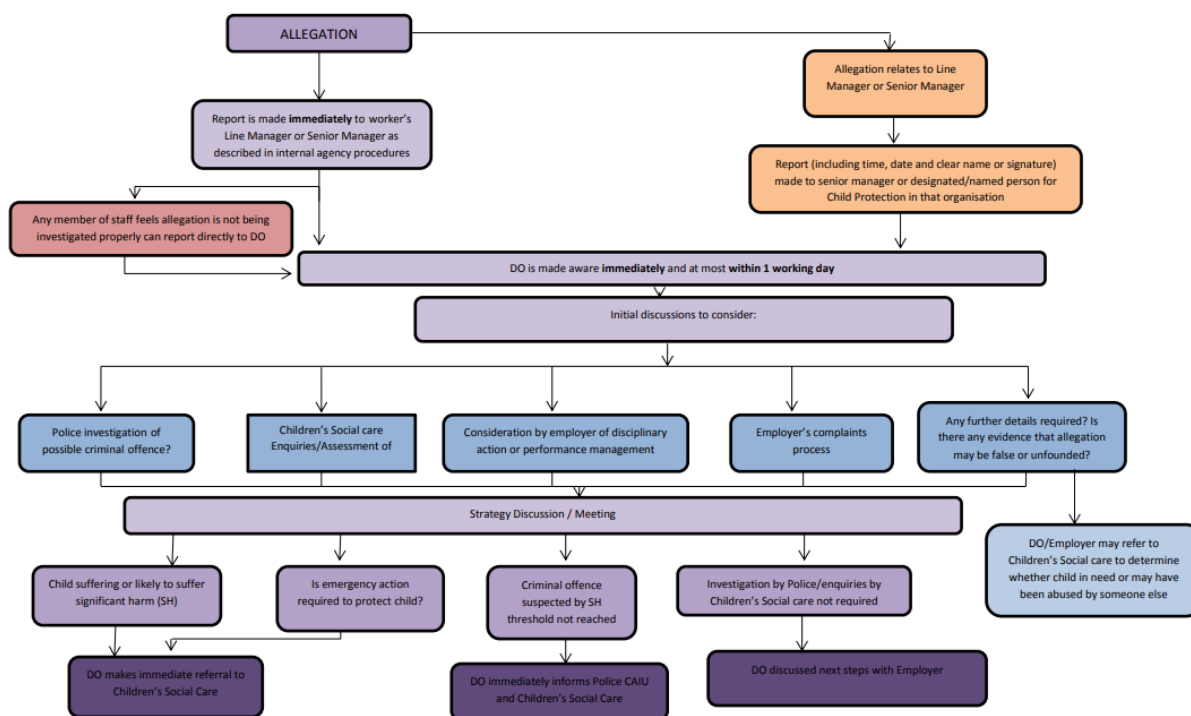 ALLEGATION
Allegation relates to Line
Manager or Senior Manager
Report is made immediately to worker's
Line Manager or Senior Manager as
described in internal agency procedures
Report (including time, date and clear name or signature)
made to senior manager or designated/named person for
Child Protection in that organisation
Any member of staff feels allegation is not being
investigated properly can report directly to DO
DO is made aware immediately and at most within 1 working day
Initial discussions to consider:
Police investigation of
possible criminal offence?
Children's Social care
Enquiries/Assessment of
Consideration by employer of disciplinary
action or performance management
Employer's complaints
process
Any further details required? Is
there any evidence that allegation
may be false or unfounded?
Strategy Discussion / Meeting
Child suffering or likely to suffer
significant harm (SH)
Is emergency action
required to protect child?
Criminal offence
suspected by SH
threshold not reached
Investigation by Police/enquiries by
Children's Social care not required
DO/Employer may refer to
Children's Social care to determine
whether child in need or may have
been abused by someone else
DO makes immediate referral to
Children's Social Care
DO immediately informs Police CAIU
and Children's Social Care
DO discussed next steps with Employer